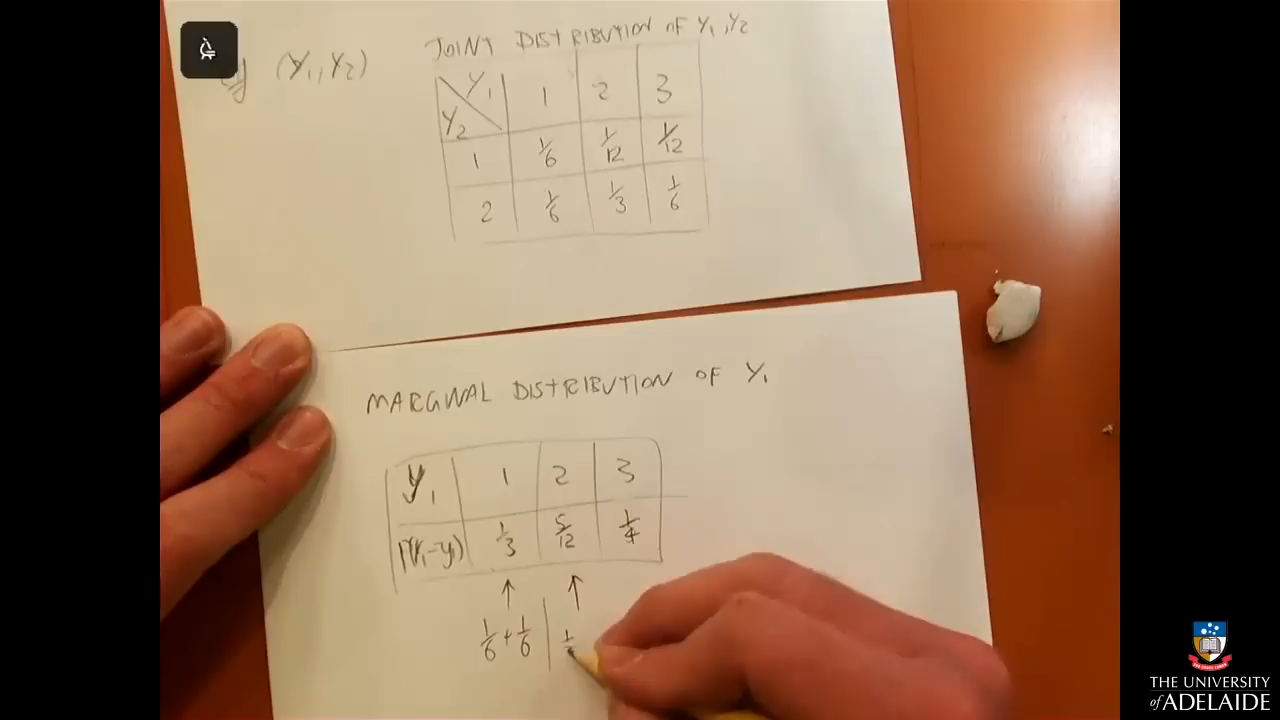 eg (Y₁, Y₂)
JOINT DISTRIBUTION OF Y₁, Y₂
Y₁ 1 2 3
Y₂
1 1/6 1/12 1/12
2 1/6 1/3 1/6
MARGINAL DISTRIBUTION OF Y₁
y₁ 1 2 3
P(Y₁=y₁) 1/3 5/12 1/4
↑ ↑
1/6 + 1/6 | 1
THE UNIVERSITY
of ADELAIDE